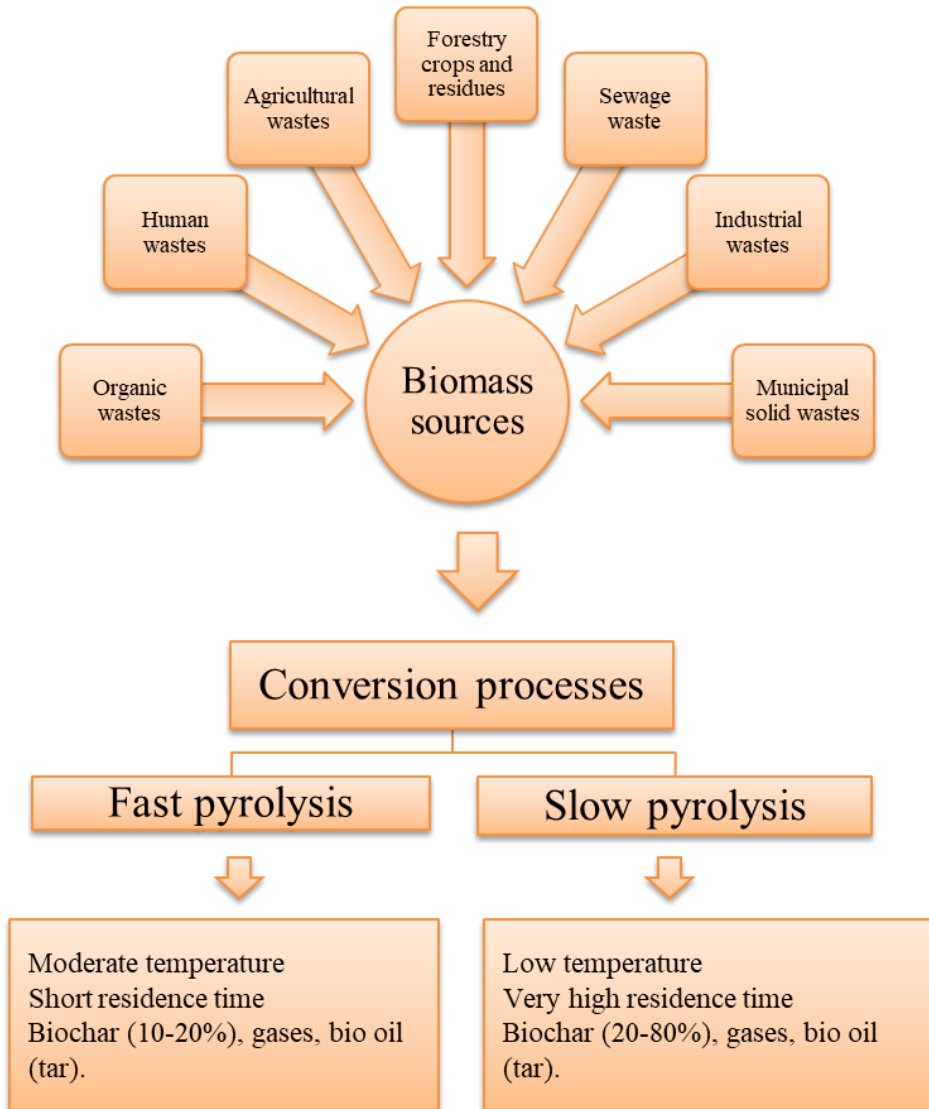 Forestry
crops and
residues
Agricultural
wastes
Sewage
waste
Human
wastes
Industrial
wastes
Organic
wastes
Biomass
sources
Municipal
solid wastes
Conversion processes
Fast pyrolysis
Slow pyrolysis
Moderate temperature
Short residence time
Biochar (10-20%), gases, bio oil
(tar).
Low temperature
Very high residence time
Biochar (20-80%), gases, bio oil
(tar).